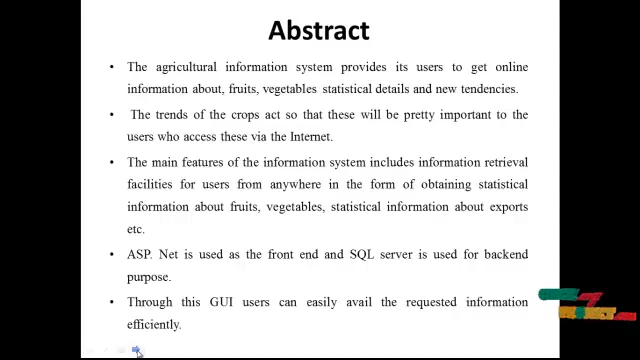 Abstract
• The agricultural information system provides its users to get online
information about, fruits, vegetables statistical details and new tendencies.
• The trends of the crops act so that these will be pretty important to the
users who access these via the Internet.
• The main features of the information system includes information retrieval
facilities for users from anywhere in the form of obtaining statistical
information about fruits, vegetables, statistical information about exports
etc.
• ASP. Net is used as the front end and SQL server is used for backend
purpose.
• Through this GUI users can easily avail the requested information
efficiently.